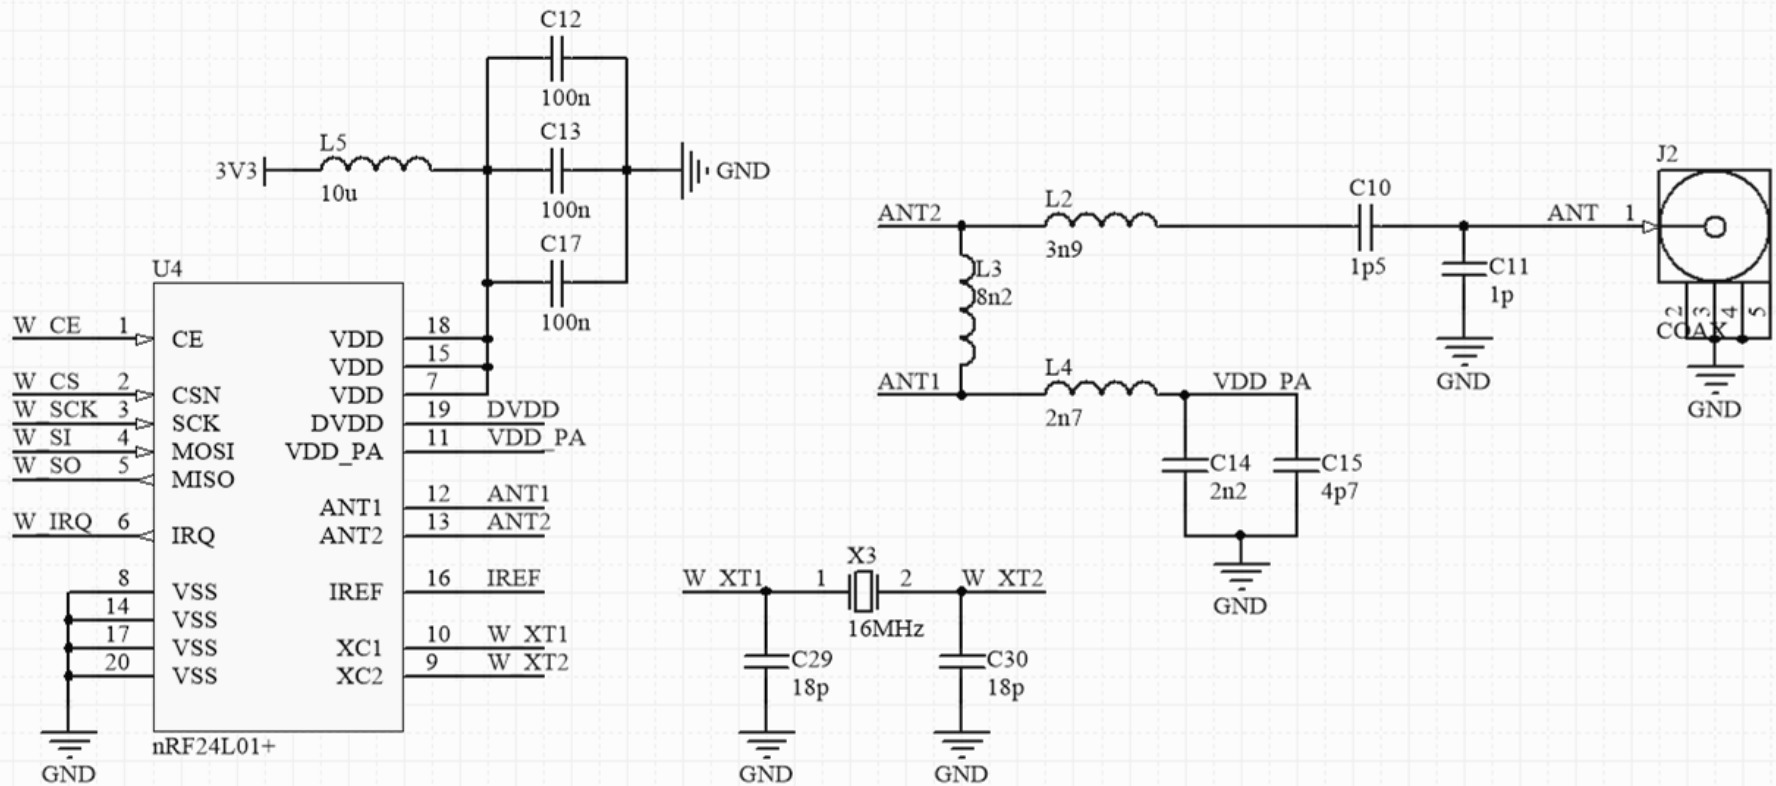 C12
100n
C13
L5
3V3
GND
10u
100n
C17
100n
U4
W_CE 1 CE
W_CS 2 CSN
W_SCK 3 SCK
W_SI 4 MOSI
W_SO 5 MISO
W_IRQ 6 IRQ
8 VSS
14 VSS
17 VSS
20 VSS
GND
VDD 18
VDD 15
VDD 7
DVDD 19 DVDD
VDD_PA 11 VDD_PA
ANT1 12 ANT1
ANT2 13 ANT2
IREF 16 IREF
XC1 10 W_XT1
XC2 9 W_XT2
nRF24L01+
ANT2
L2
3n9
C10
1p5
ANT 1
J2
L3
8n2
C11
1p
GND
2
3
4
5
COAX
GND
ANT1
L4
2n7
VDD_PA
C14
2n2
C15
4p7
GND
X3
W_XT1 1 2 W_XT2
16MHz
C29
18p
C30
18p
GND
GND